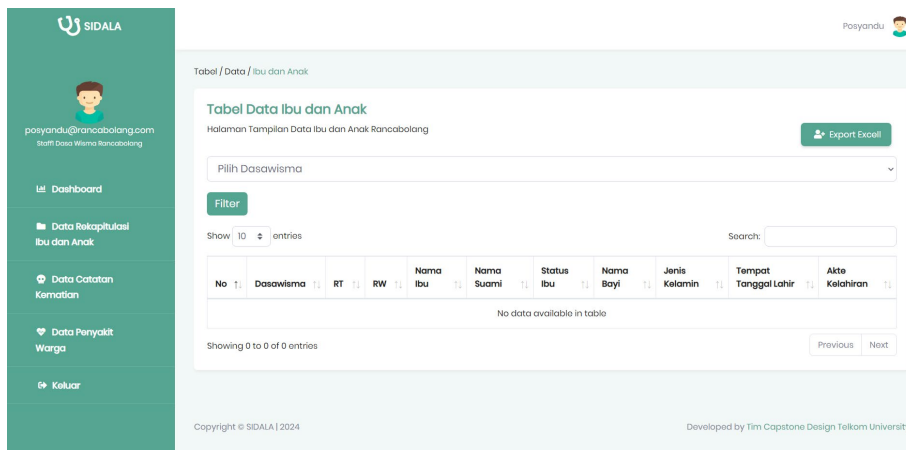 SIDALA
Posyandu
posyandu@rancabolang.com
Staffl Dasa Wisma Rancabolang
Dashboard
Data Rekapitulasi
Ibu dan Anak
Data Catatan
Kematian
Data Penyakit
Warga
Keluar
Tabel / Data / Ibu dan Anak
Tabel Data Ibu dan Anak
Halaman Tampilan Data Ibu dan Anak Rancabolang
Export Excell
Pilih Dasawisma
Filter
Show 10 entries
Search:
No Dasawisma RT RW Nama Ibu Nama Suami Status Ibu Nama Bayi Jenis Kelamin Tempat Tanggal Lahir Akte Kelahiran
No data available in table
Showing 0 to 0 of 0 entries
Previous Next
Copyright © SIDALA | 2024
Developed by Tim Capstone Design Telkom Universit